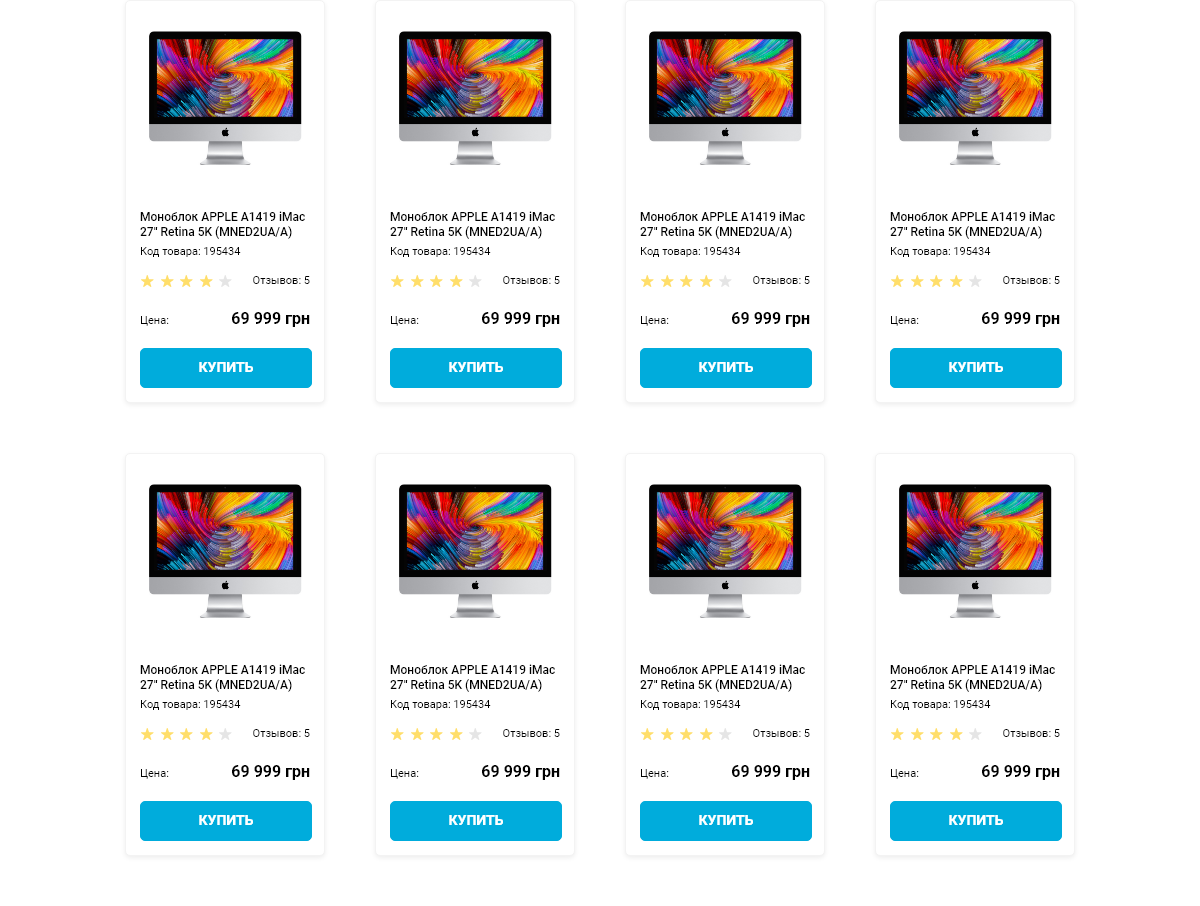 Моноблок APPLE A1419 iMac
27" Retina 5K (MNED2UA/A)
Код товара: 195434
Отзывов: 5
Цена: 69 999 грн
КУПИТЬ
Моноблок APPLE A1419 iMac
27" Retina 5K (MNED2UA/A)
Код товара: 195434
Отзывов: 5
Цена: 69 999 грн
КУПИТЬ
Моноблок APPLE A1419 iMac
27" Retina 5K (MNED2UA/A)
Код товара: 195434
Отзывов: 5
Цена: 69 999 грн
КУПИТЬ
Моноблок APPLE A1419 iMac
27" Retina 5K (MNED2UA/A)
Код товара: 195434
Отзывов: 5
Цена: 69 999 грн
КУПИТЬ
Моноблок APPLE A1419 iMac
27" Retina 5K (MNED2UA/A)
Код товара: 195434
Отзывов: 5
Цена: 69 999 грн
КУПИТЬ
Моноблок APPLE A1419 iMac
27" Retina 5K (MNED2UA/A)
Код товара: 195434
Отзывов: 5
Цена: 69 999 грн
КУПИТЬ
Моноблок APPLE A1419 iMac
27" Retina 5K (MNED2UA/A)
Код товара: 195434
Отзывов: 5
Цена: 69 999 грн
КУПИТЬ
Моноблок APPLE A1419 iMac
27" Retina 5K (MNED2UA/A)
Код товара: 195434
Отзывов: 5
Цена: 69 999 грн
КУПИТЬ